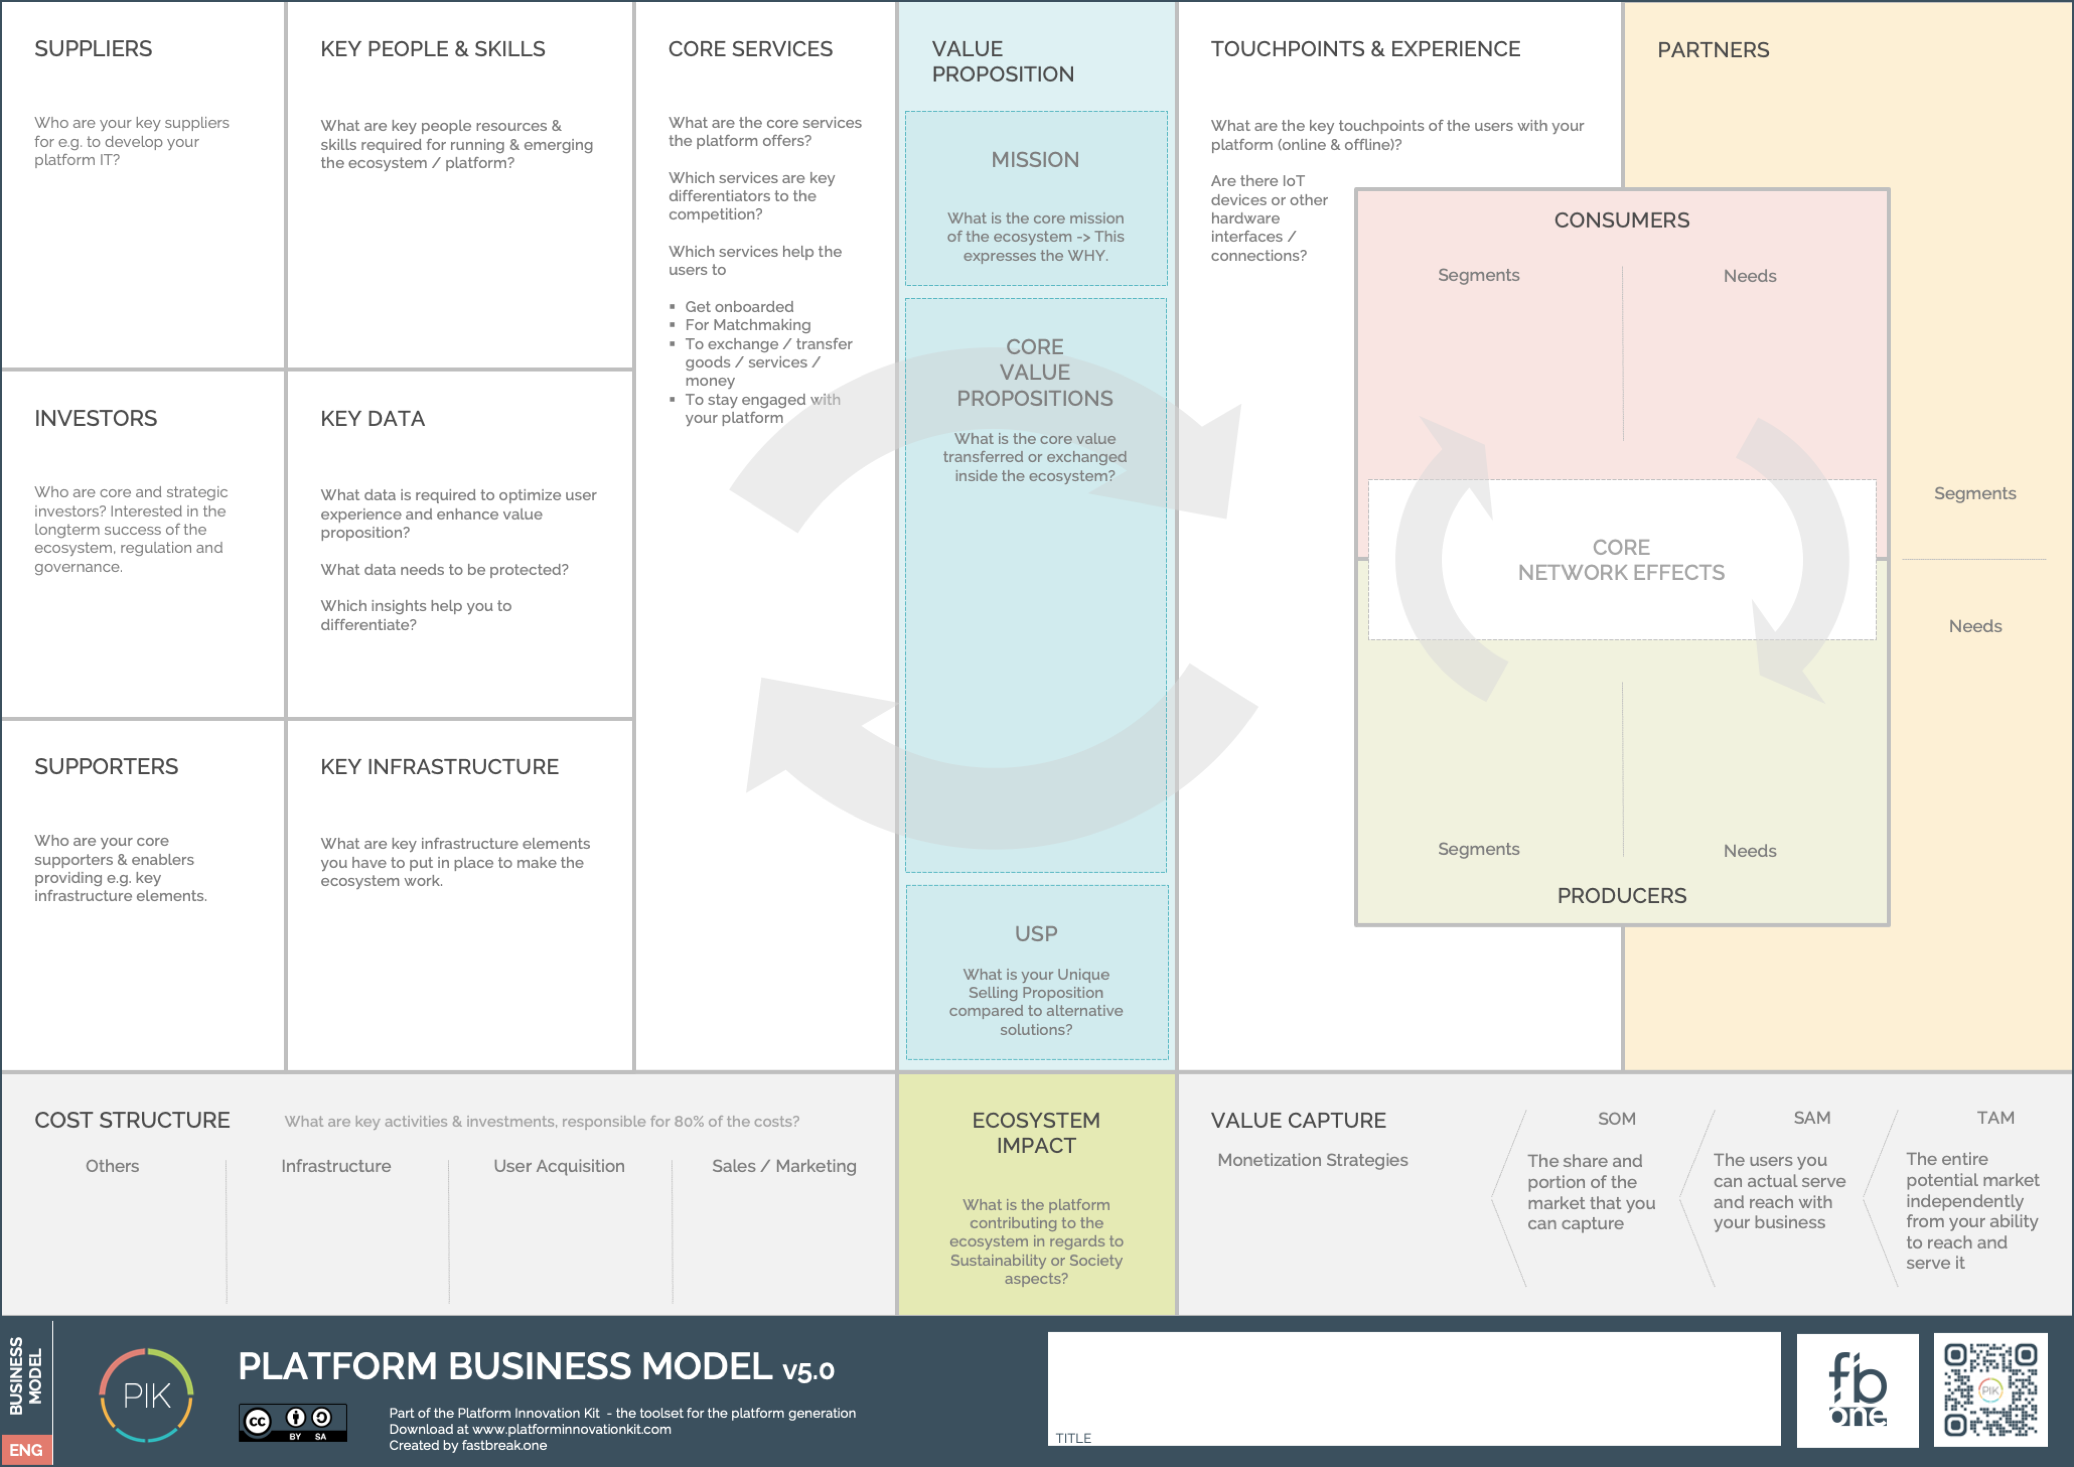 SUPPLIERS
Who are your key suppliers
for e.g. to develop your
platform IT?
KEY PEOPLE & SKILLS
What are key people resources &
skills required for running & emerging
the ecosystem / platform?
CORE SERVICES
What are the core services
the platform offers?
Which services are key
differentiators to the
competition?
Which services help the
users to
▪ Get onboarded
▪ For Matchmaking
▪ To exchange / transfer
goods / services /
money
▪ To stay engaged with
your platform
VALUE
PROPOSITION
MISSION
What is the core mission
of the ecosystem -> This
expresses the WHY.
CORE
VALUE
PROPOSITIONS
What is the core value
transferred or exchanged
inside the ecosystem?
USP
What is your Unique
Selling Proposition
compared to alternative
solutions?
TOUCHPOINTS & EXPERIENCE
What are the key touchpoints of the users with your
platform (online & offline)?
Are there IoT
devices or other
hardware
interfaces /
connections?
PARTNERS
Segments
Needs
CONSUMERS
Segments
Needs
CORE
NETWORK EFFECTS
Segments
Needs
PRODUCERS
INVESTORS
Who are core and strategic
investors? Interested in the
longterm success of the
ecosystem, regulation and
governance.
KEY DATA
What data is required to optimize user
experience and enhance value
proposition?
What data needs to be protected?
Which insights help you to
differentiate?
SUPPORTERS
Who are your core
supporters & enablers
providing e.g. key
infrastructure elements.
KEY INFRASTRUCTURE
What are key infrastructure elements
you have to put in place to make the
ecosystem work.
COST STRUCTURE
What are key activities & investments, responsible for 80% of the costs?
Others
Infrastructure
User Acquisition
Sales / Marketing
ECOSYSTEM
IMPACT
What is the platform
contributing to the
ecosystem in regards to
Sustainability or Society
aspects?
VALUE CAPTURE
Monetization Strategies
SOM
The share and
portion of the
market that you
can capture
SAM
The users you
can actual serve
and reach with
your business
TAM
The entire
potential market
independently
from your ability
to reach and
serve it
BUSINESS
MODEL
ENG
PIK
PLATFORM BUSINESS MODEL v5.0
cc
BY SA
Part of the Platform Innovation Kit - the toolset for the platform generation
Download at www.platforminnovationkit.com
Created by fastbreak.one
TITLE
fb
one
PIK